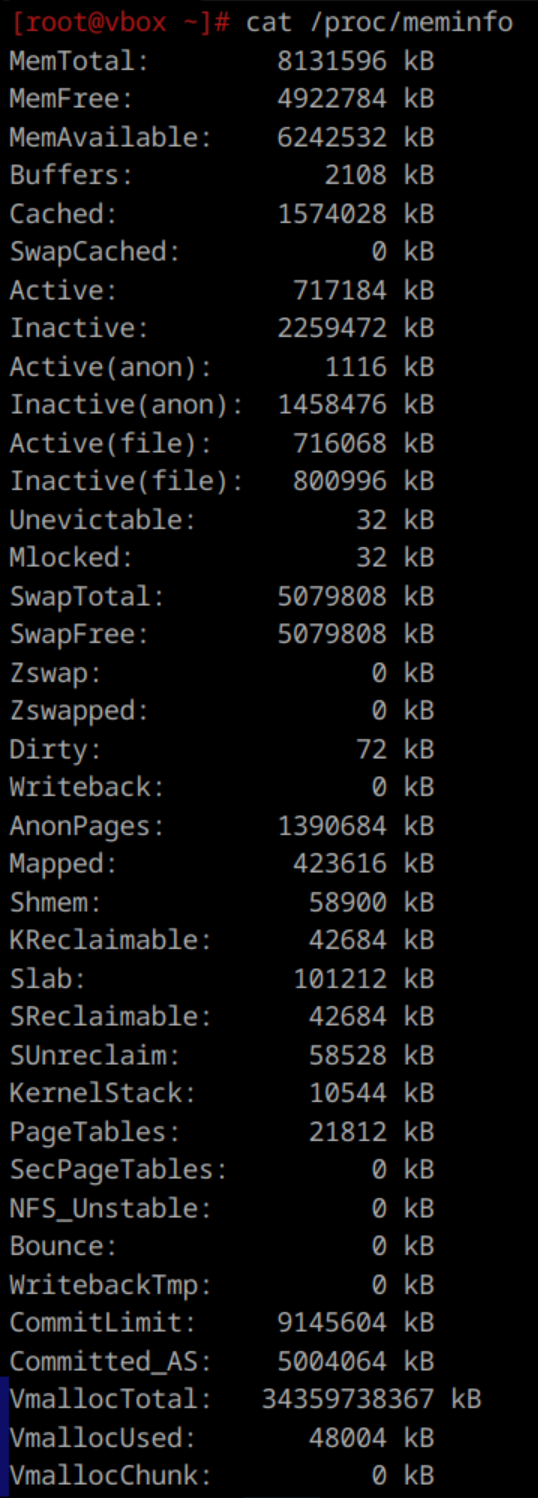 [root@vbox ~]# cat /proc/meminfo
MemTotal:        8131596 kB
MemFree:         4922784 kB
MemAvailable:    6242532 kB
Buffers:            2108 kB
Cached:          1574028 kB
SwapCached:            0 kB
Active:           717184 kB
Inactive:        2259472 kB
Active(anon):       1116 kB
Inactive(anon):  1458476 kB
Active(file):     716068 kB
Inactive(file):   800996 kB
Unevictable:          32 kB
Mlocked:              32 kB
SwapTotal:       5079808 kB
SwapFree:        5079808 kB
Zswap:                 0 kB
Zswapped:              0 kB
Dirty:                72 kB
Writeback:             0 kB
AnonPages:       1390684 kB
Mapped:           423616 kB
Shmem:             58900 kB
KReclaimable:      42684 kB
Slab:             101212 kB
SReclaimable:      42684 kB
SUnreclaim:        58528 kB
KernelStack:       10544 kB
PageTables:        21812 kB
SecPageTables:         0 kB
NFS_Unstable:          0 kB
Bounce:                0 kB
WritebackTmp:          0 kB
CommitLimit:     9145604 kB
Committed_AS:    5004064 kB
VmallocTotal:   34359738367 kB
VmallocUsed:       48004 kB
VmallocChunk:          0 kB